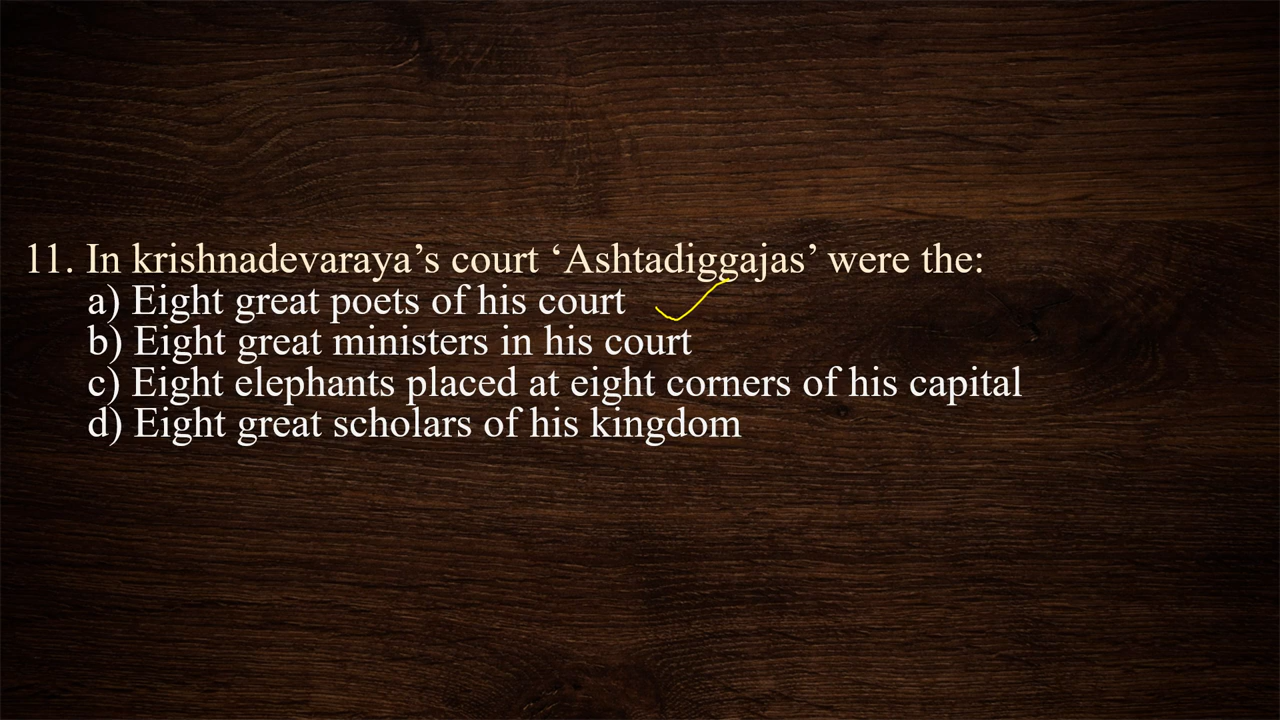 11. In krishnadevaraya’s court ‘Ashtadiggajas’ were the:
a) Eight great poets of his court
b) Eight great ministers in his court
c) Eight elephants placed at eight corners of his capital
d) Eight great scholars of his kingdom